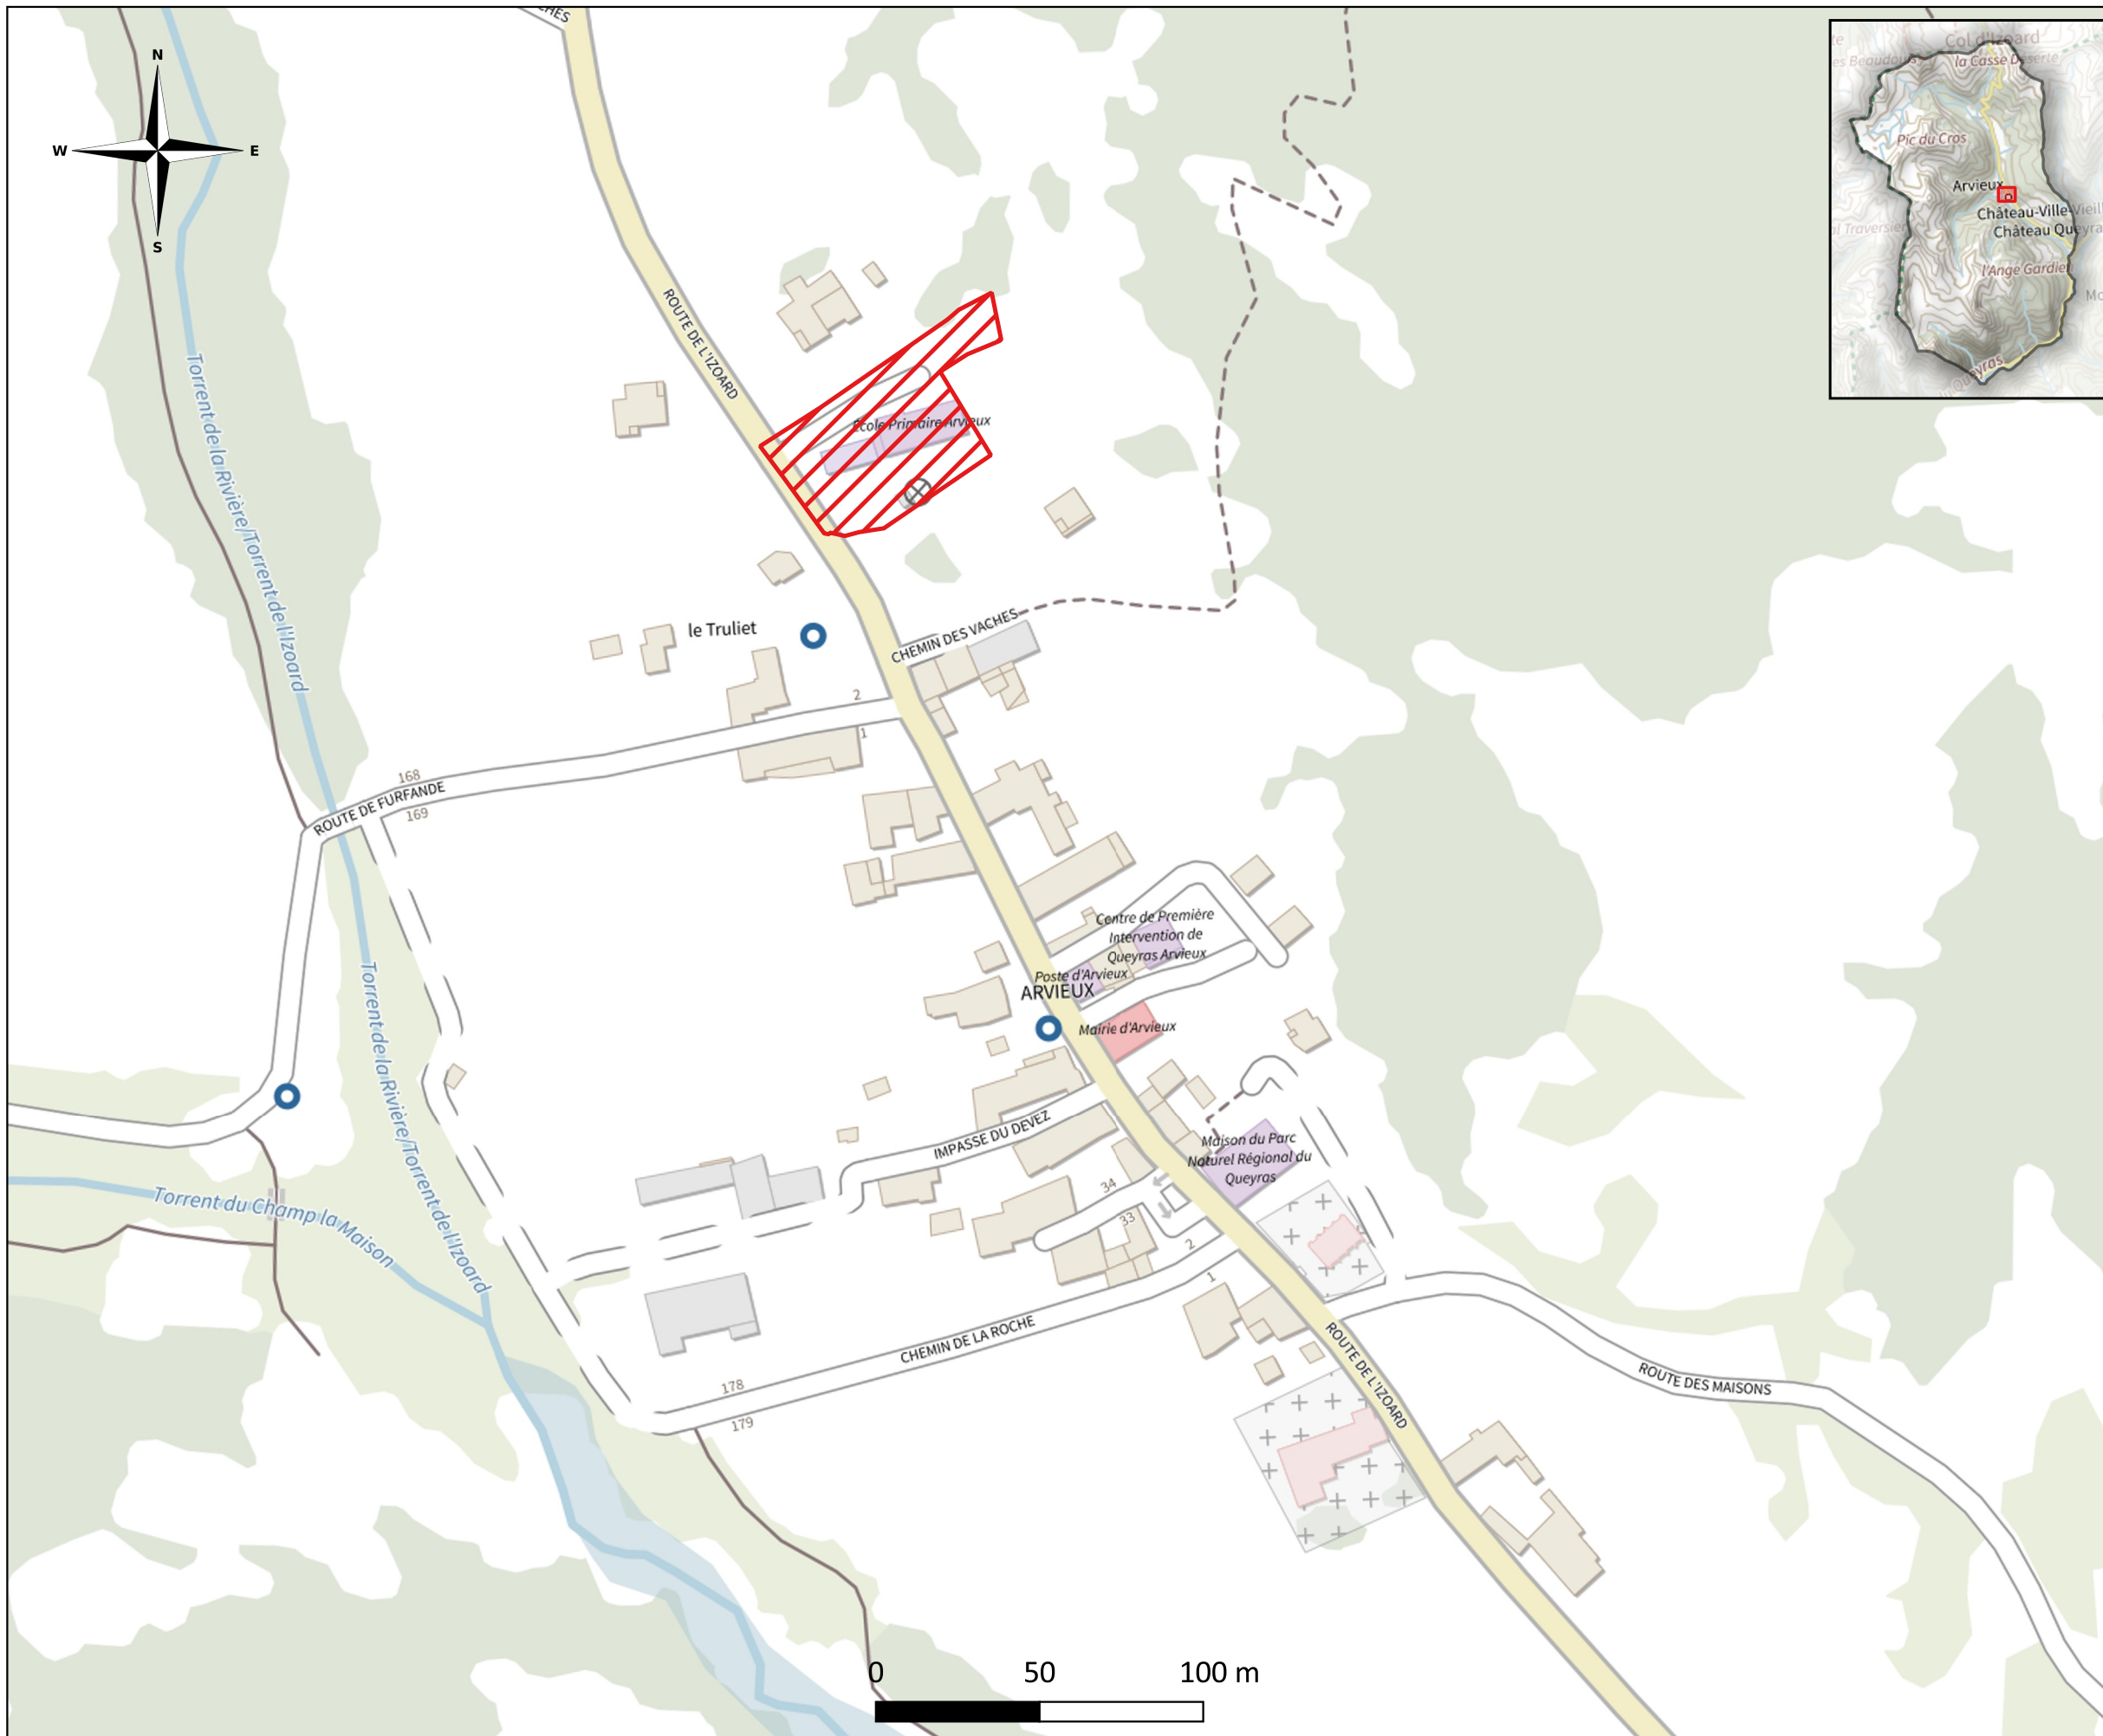 CHES
N
W
E
S
Col d'Izoard
la Casse Déserte
Pic du Cros
Arvieux
Château-Ville-Vieill
Château Queyra
l'Ange Gardien
ROUTE DE L'IZOARD
Torrent de la Rivière/Torrent de l'Izoard
École Primaire Arvieux
le Truliet
CHEMIN DES VACHES
2
1
168
ROUTE DE FURFANDE
169
Centre de Première
Intervention de
Queyras Arvieux
Poste d'Arvieux
ARVIEUX
Mairie d'Arvieux
Torrent de la Rivière/Torrent de l'Izoard
IMPASSE DU DEVEZ
Maison du Parc
Naturel Régional du
Queyras
34
33
2
1
Torrent du Champ la Maison
CHEMIN DE LA ROCHE
178
179
ROUTE DE L'IZOARD
ROUTE DES MAISONS
0 50 100 m